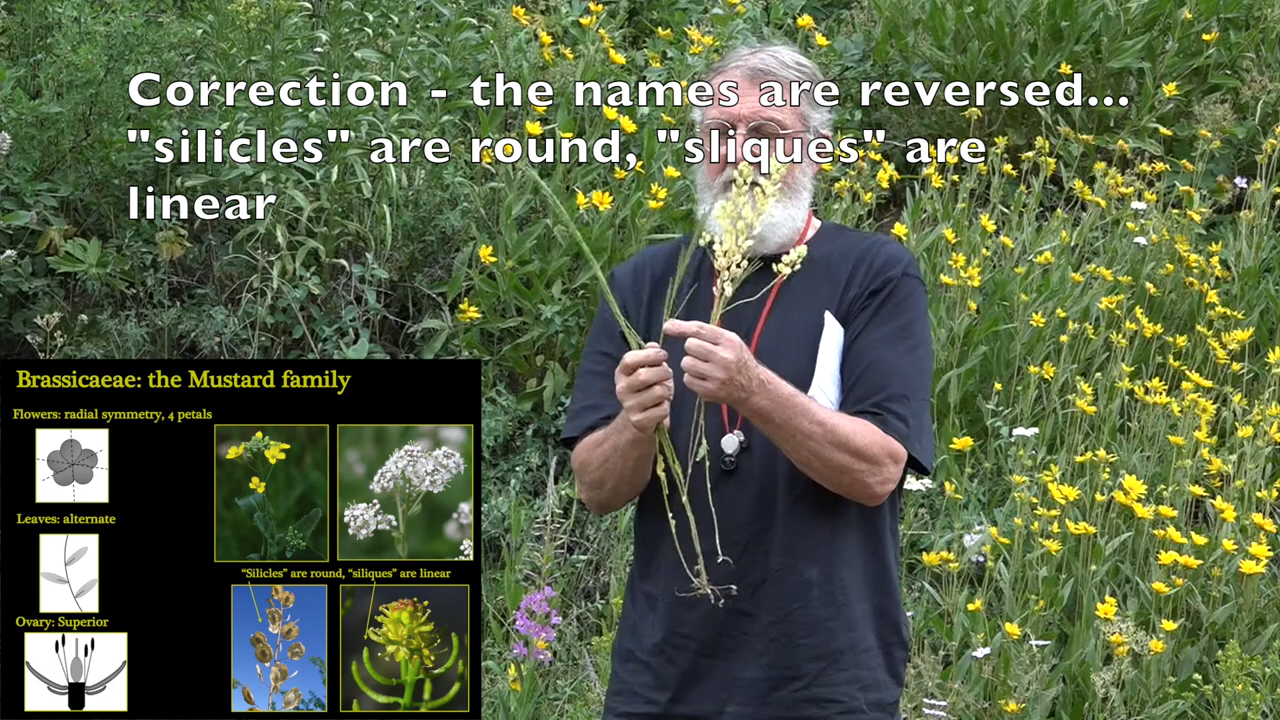 Correction - the names are reversed...
"silicles" are round, "sliques" are
linear
Brassicaeae: the Mustard family
Flowers: radial symmetry, 4 petals
Leaves: alternate
“Silicles” are round, “siliques” are linear
Ovary: Superior